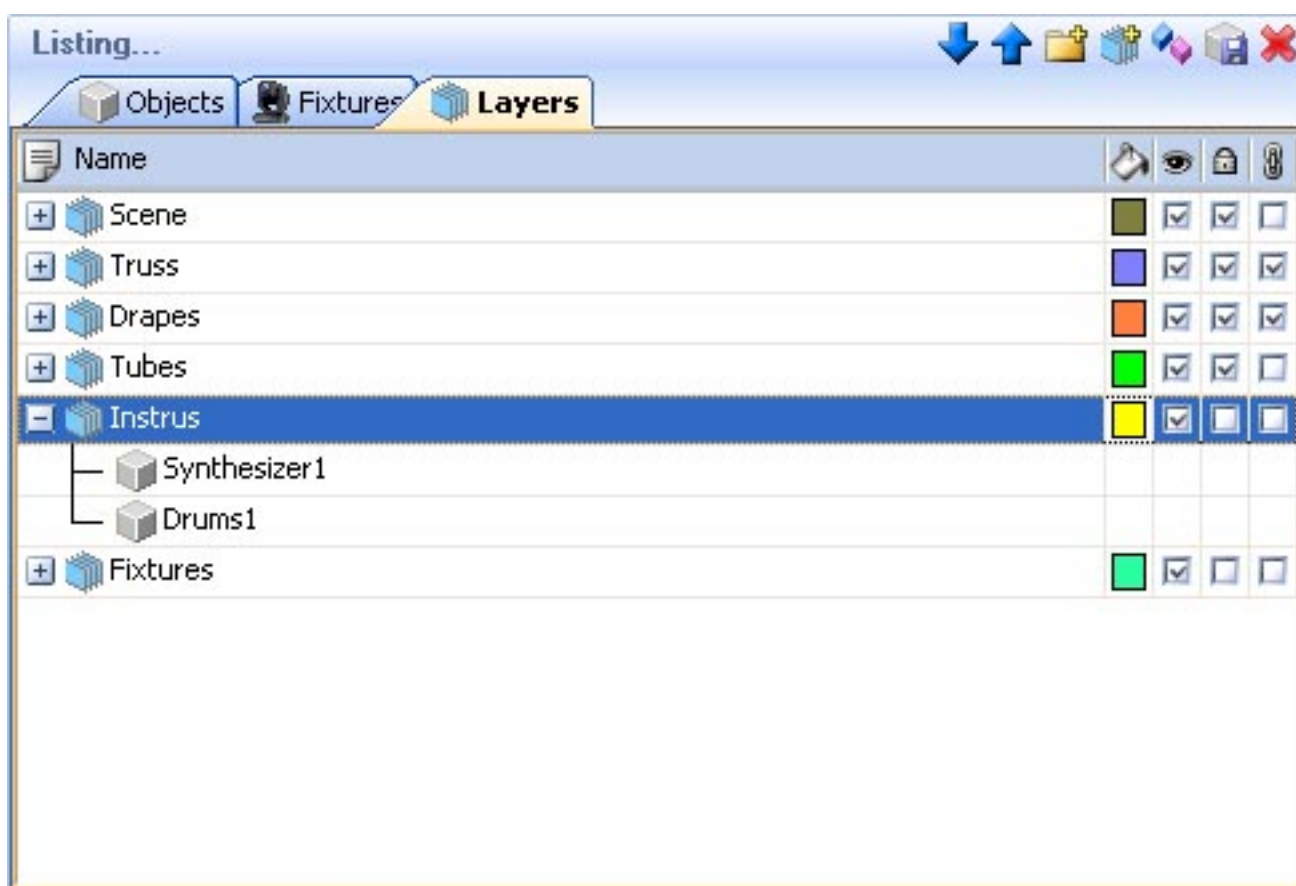 Listing...
Objects Fixtures Layers
Name
Scene
Truss
Drapes
Tubes
Instrus
Synthesizer1
Drums1
Fixtures